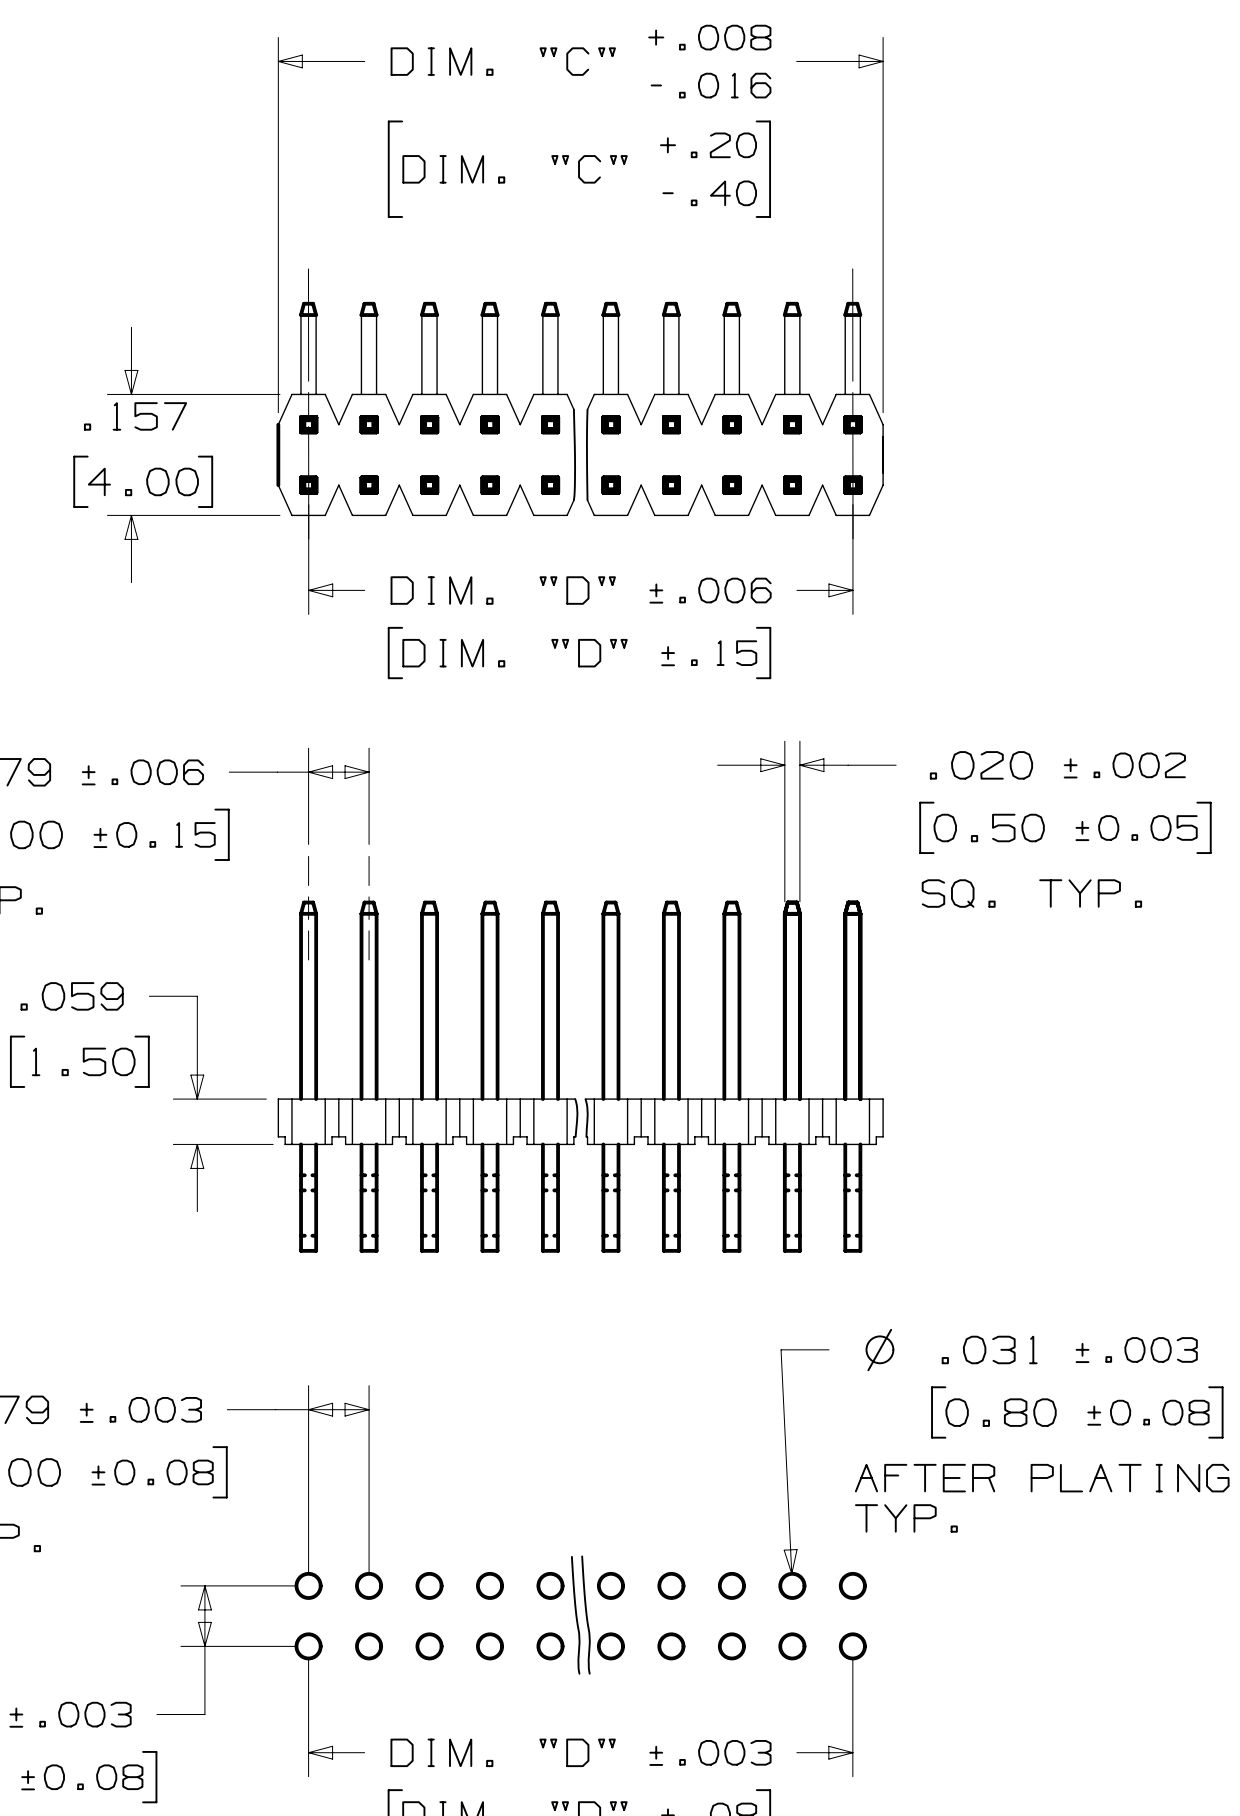 DIM. "C" +.008
-.016
[DIM. "C" +.20
-.40]
.157
[4.00]
DIM. "D" ±.006
[DIM. "D" ±.15]
79 ±.006
00 ±0.15]
P.
.020 ±.002
[0.50 ±0.05]
SQ. TYP.
.059
[1.50]
Ø .031 ±.003
[0.80 ±0.08]
AFTER PLATING
TYP.
79 ±.003
00 ±0.08]
P.
±.003
±0.08]
DIM. "D" ±.003
[DIM. "D" ±.08]